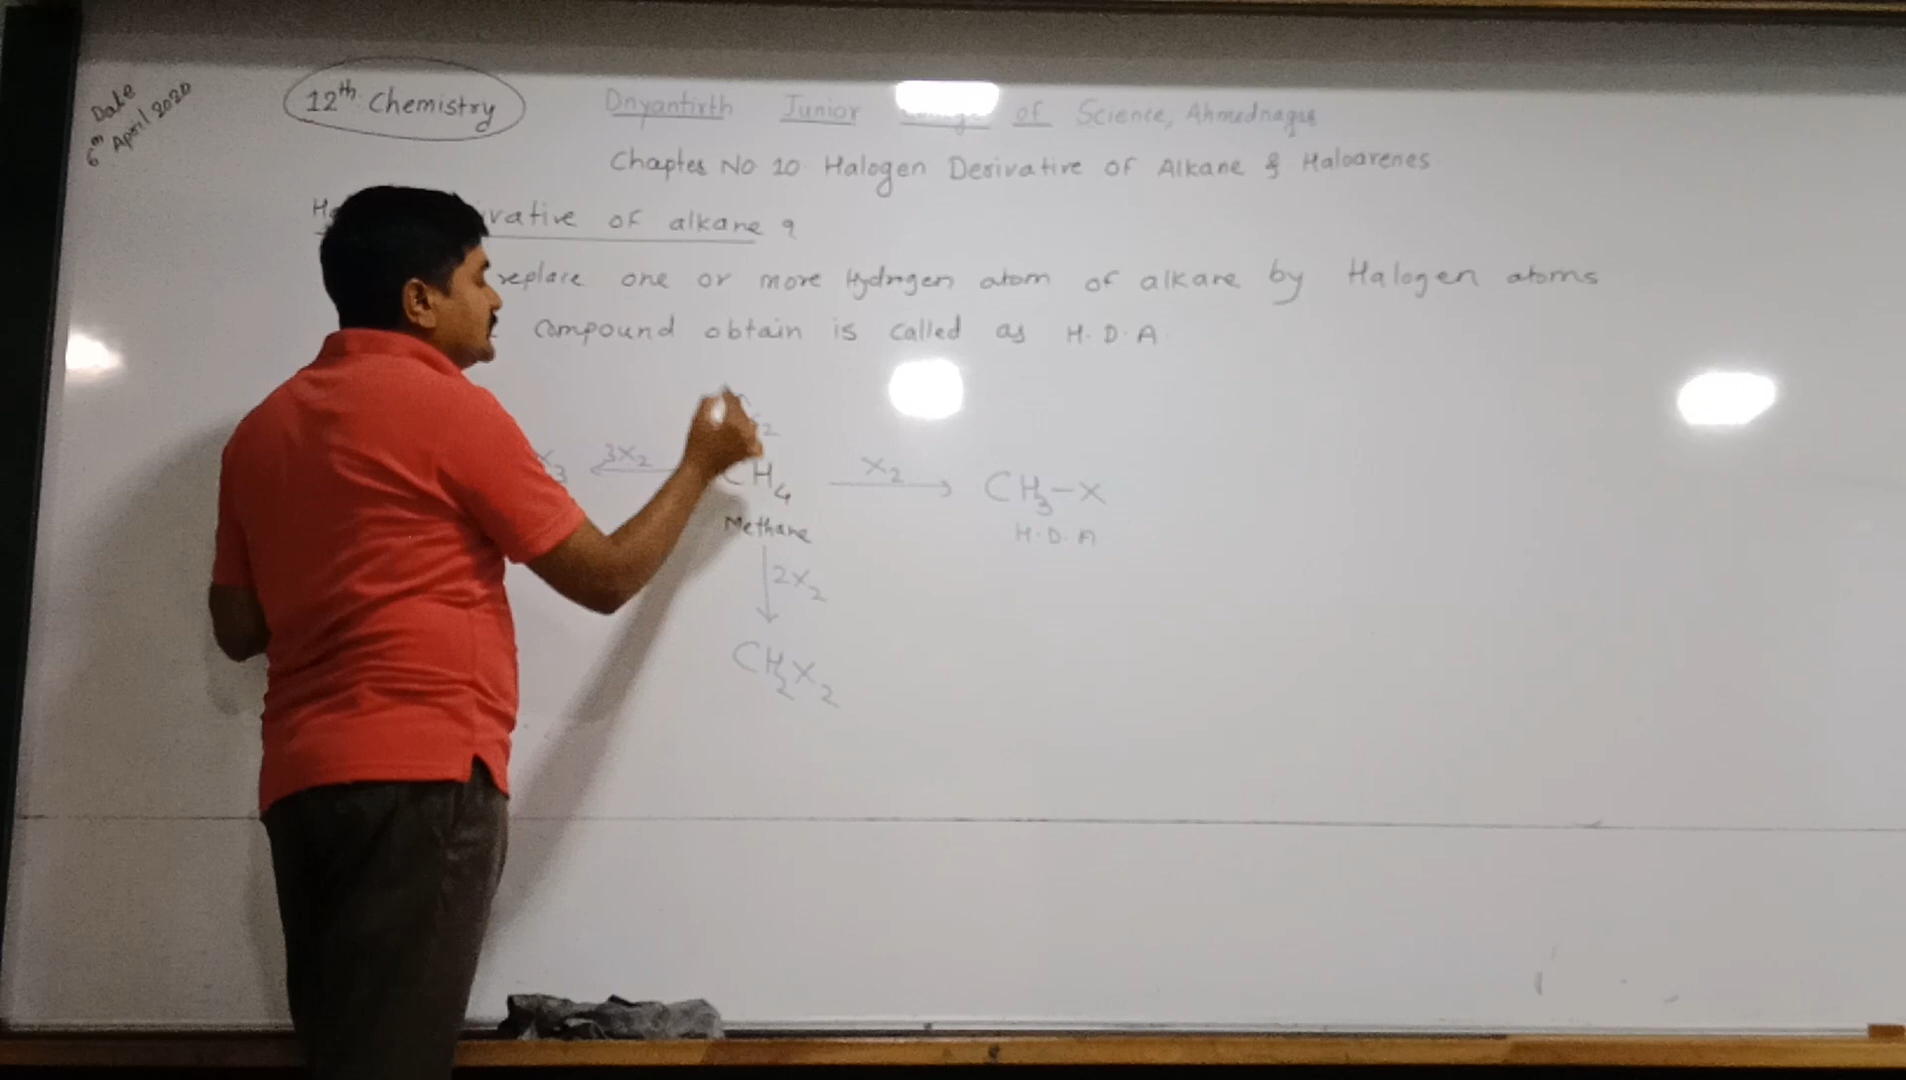 Date
6th April 2020
12th Chemistry
Dnyantirth Junior of Science, Ahmednagar
Chapter No 10. Halogen Derivative of Alkane & Haloarenes
vative of alkane ?
replace one or more Hydrogen atom of alkane by Halogen atoms
compound obtain is called as H.D.A.
X3 3X2 CH4 X2 CH3-X
Methane H.D.A
2X2
CH2X2